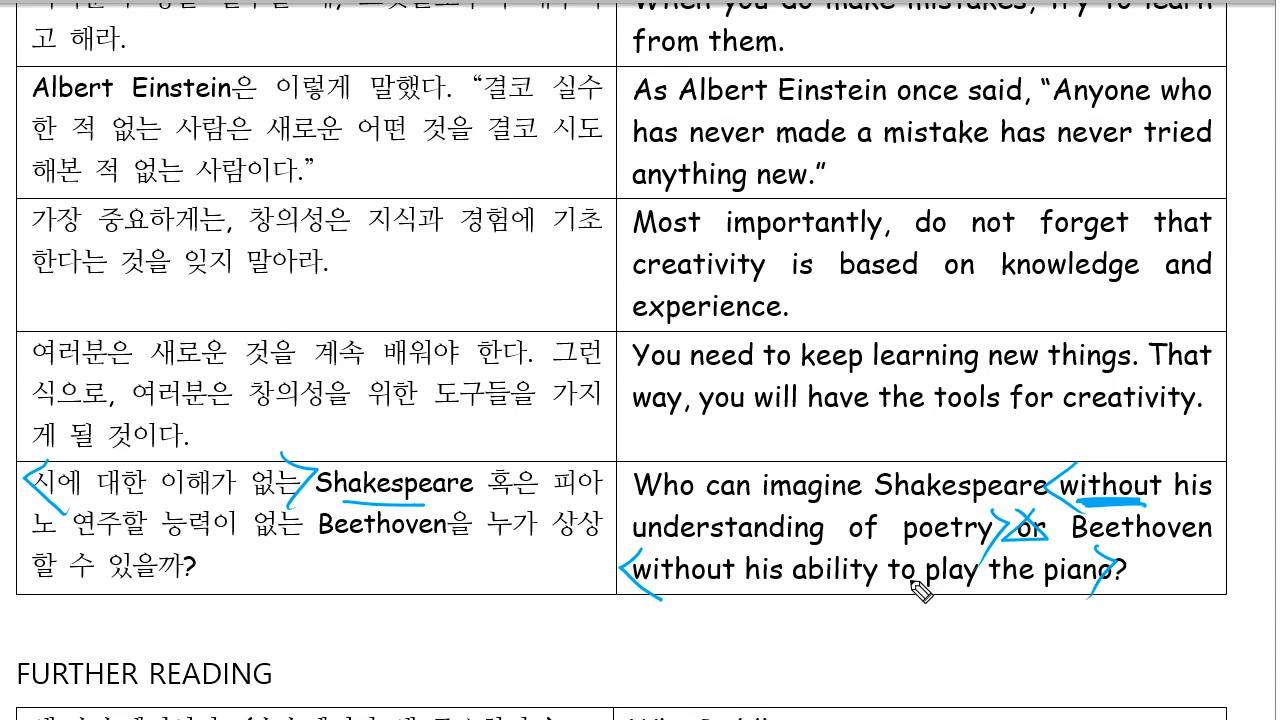 고 해라.
When you do make mistakes, try to learn
from them.
Albert Einstein은 이렇게 말했다. “결코 실수
한 적 없는 사람은 새로운 어떤 것을 결코 시도
해본 적 없는 사람이다.”
As Albert Einstein once said, “Anyone who
has never made a mistake has never tried
anything new.”
가장 중요하게는, 창의성은 지식과 경험에 기초
한다는 것을 잊지 말아라.
Most importantly, do not forget that
creativity is based on knowledge and
experience.
여러분은 새로운 것을 계속 배워야 한다. 그런
식으로, 여러분은 창의성을 위한 도구들을 가지
게 될 것이다.
You need to keep learning new things. That
way, you will have the tools for creativity.
시에 대한 이해가 없는 Shakespeare 혹은 피아
노 연주할 능력이 없는 Beethoven을 누가 상상
할 수 있을까?
Who can imagine Shakespeare without his
understanding of poetry or Beethoven
without his ability to play the piano?
FURTHER READING